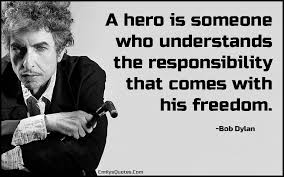 A hero is someone
who understands
the responsibility
that comes with
his freedom.
-Bob Dylan
EmilysQuotes.Com